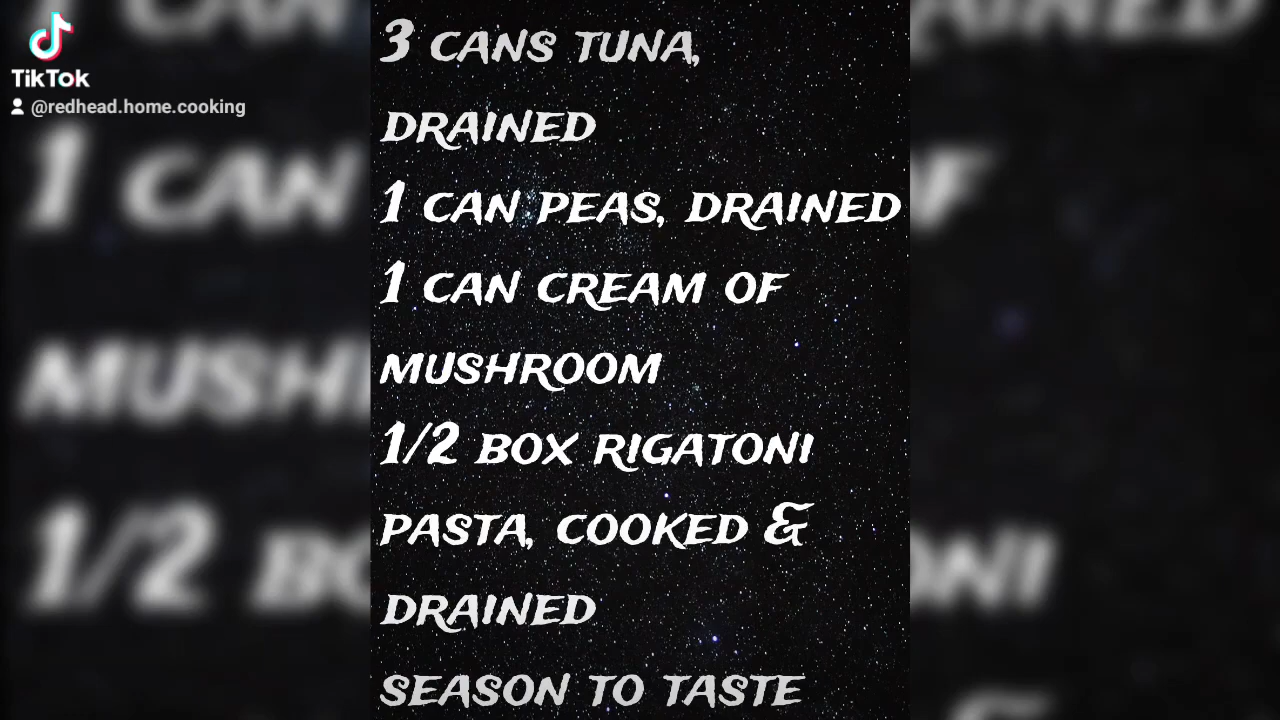 TikTok
@redhead.home.cooking
3 CANS TUNA,
DRAINED
1 CAN PEAS, DRAINED
1 CAN CREAM OF
MUSHROOM
1/2 BOX RIGATONI
PASTA, COOKED &
DRAINED
SEASON TO TASTE